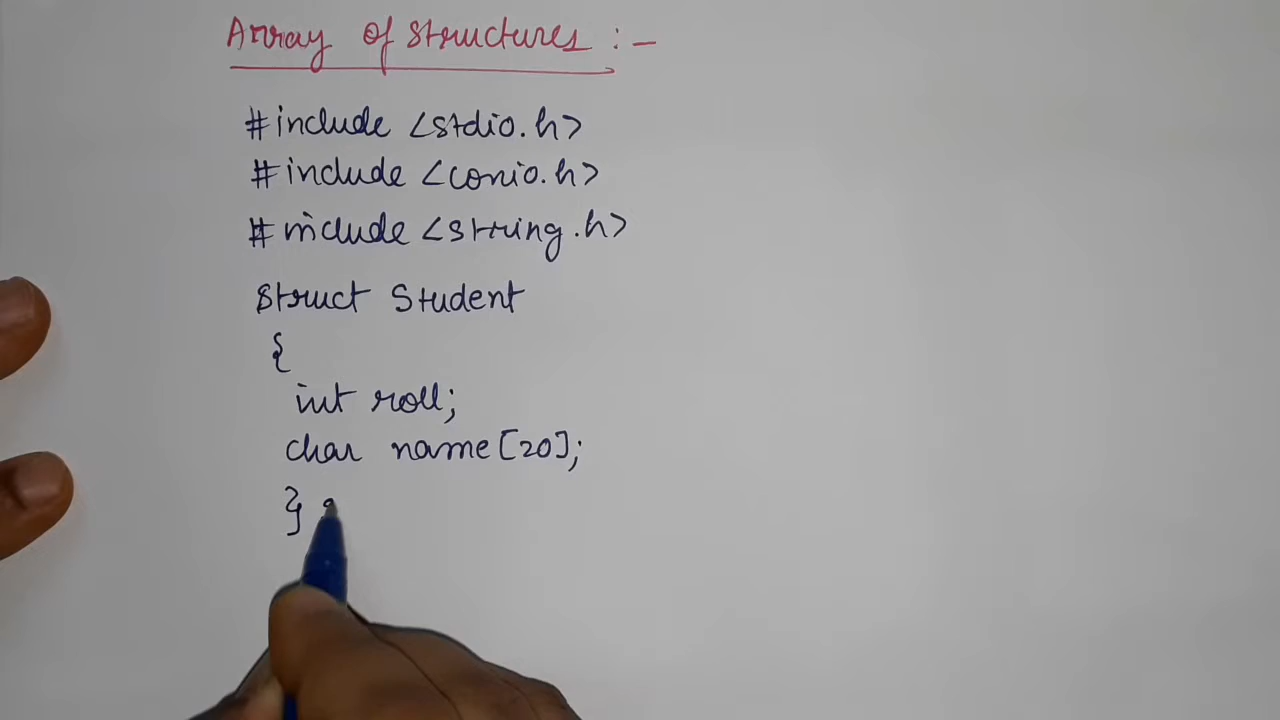 Array of structures :-
#include <stdio.h>
#include <conio.h>
#include <string.h>
struct Student
{
int roll;
char name[20];
}